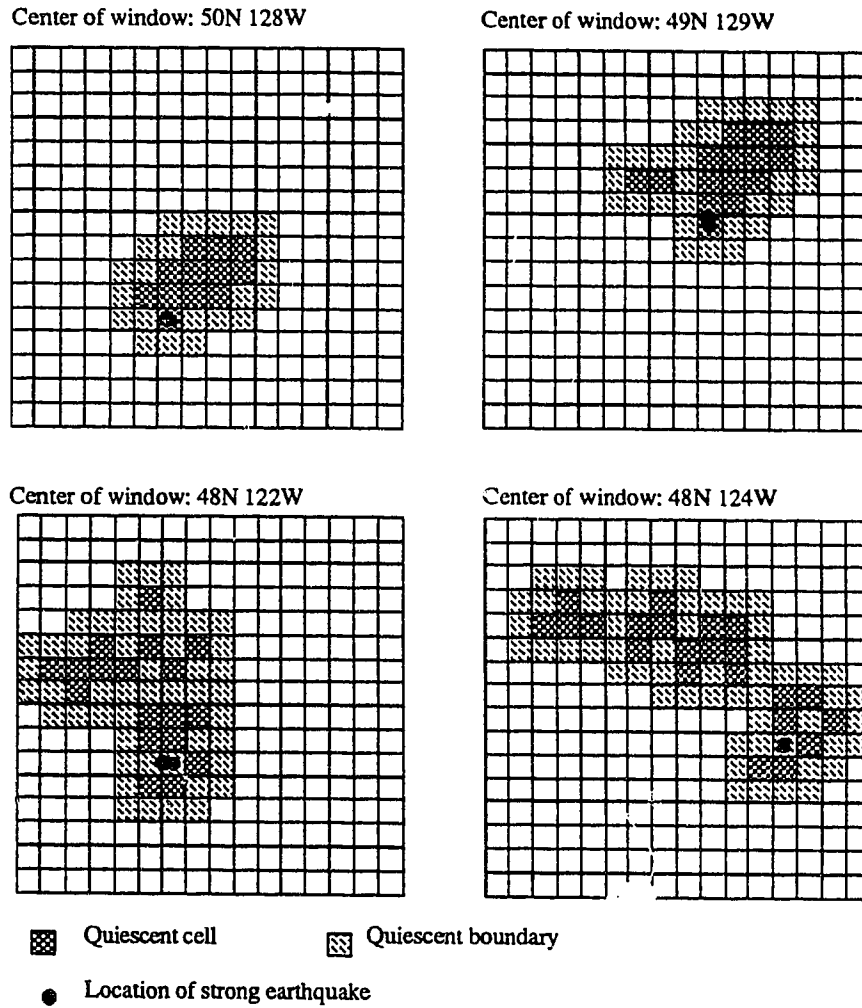 Center of window: 50N 128W
Center of window: 49N 129W
Center of window: 48N 122W
Center of window: 48N 124W
Quiescent cell
Quiescent boundary
Location of strong earthquake